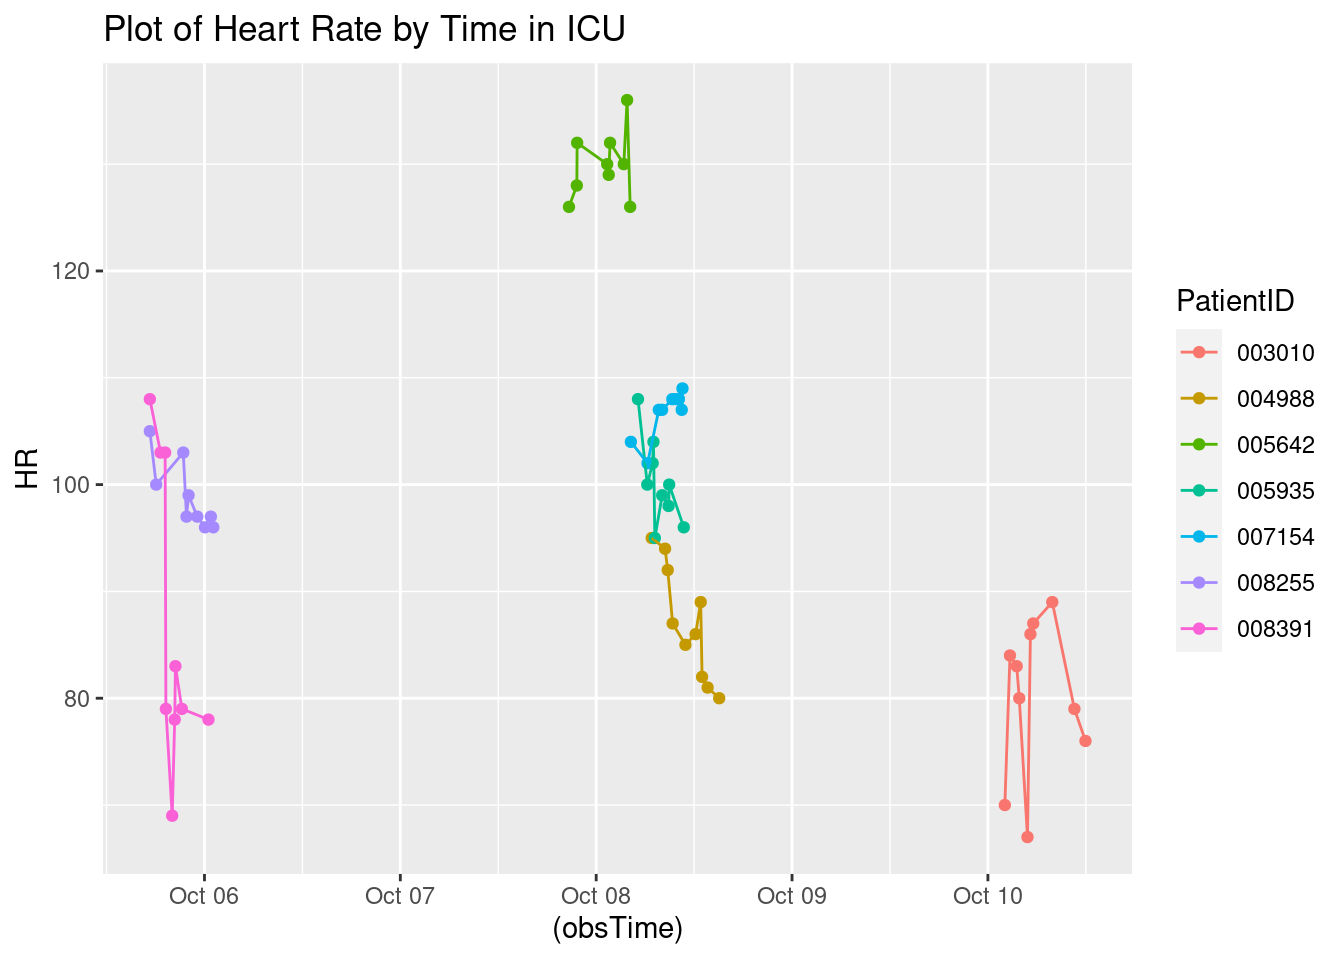 Plot of Heart Rate by Time in ICU
120
100
80
HR
Oct 06
Oct 07
Oct 08
Oct 09
Oct 10
(obsTime)
PatientID
003010
004988
005642
005935
007154
008255
008391